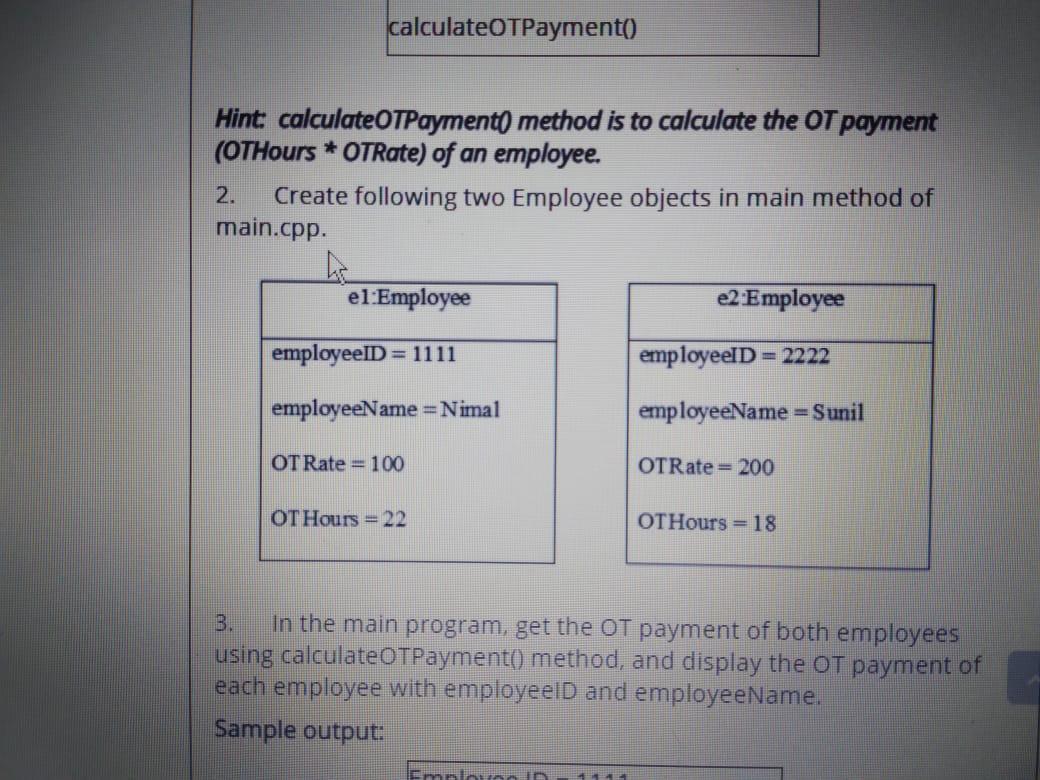 calculateOTPayment()
Hint: calculateOTPayment() method is to calculate the OT payment
(OTHours * OTRate) of an employee.
2. Create following two Employee objects in main method of
main.cpp.
e1:Employee
employeeID = 1111
employeeName = Nimal
OTRate = 100
OTHours = 22
e2:Employee
employeeID = 2222
employeeName = Sunil
OTRate = 200
OTHours = 18
3. In the main program, get the OT payment of both employees
using calculateOTPayment() method, and display the OT payment of
each employee with employeeID and employeeName.
Sample output:
Employee ID = 1111